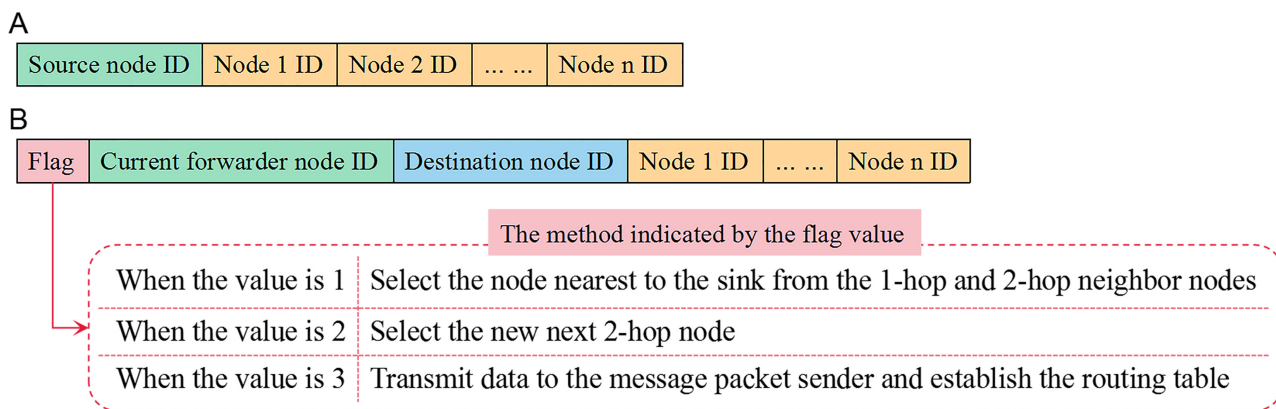 A
Source node ID Node 1 ID Node 2 ID ... ... Node n ID
B
Flag Current forwarder node ID Destination node ID Node 1 ID ... ... Node n ID
The method indicated by the flag value
When the value is 1 Select the node nearest to the sink from the 1-hop and 2-hop neighbor nodes
When the value is 2 Select the new next 2-hop node
When the value is 3 Transmit data to the message packet sender and establish the routing table